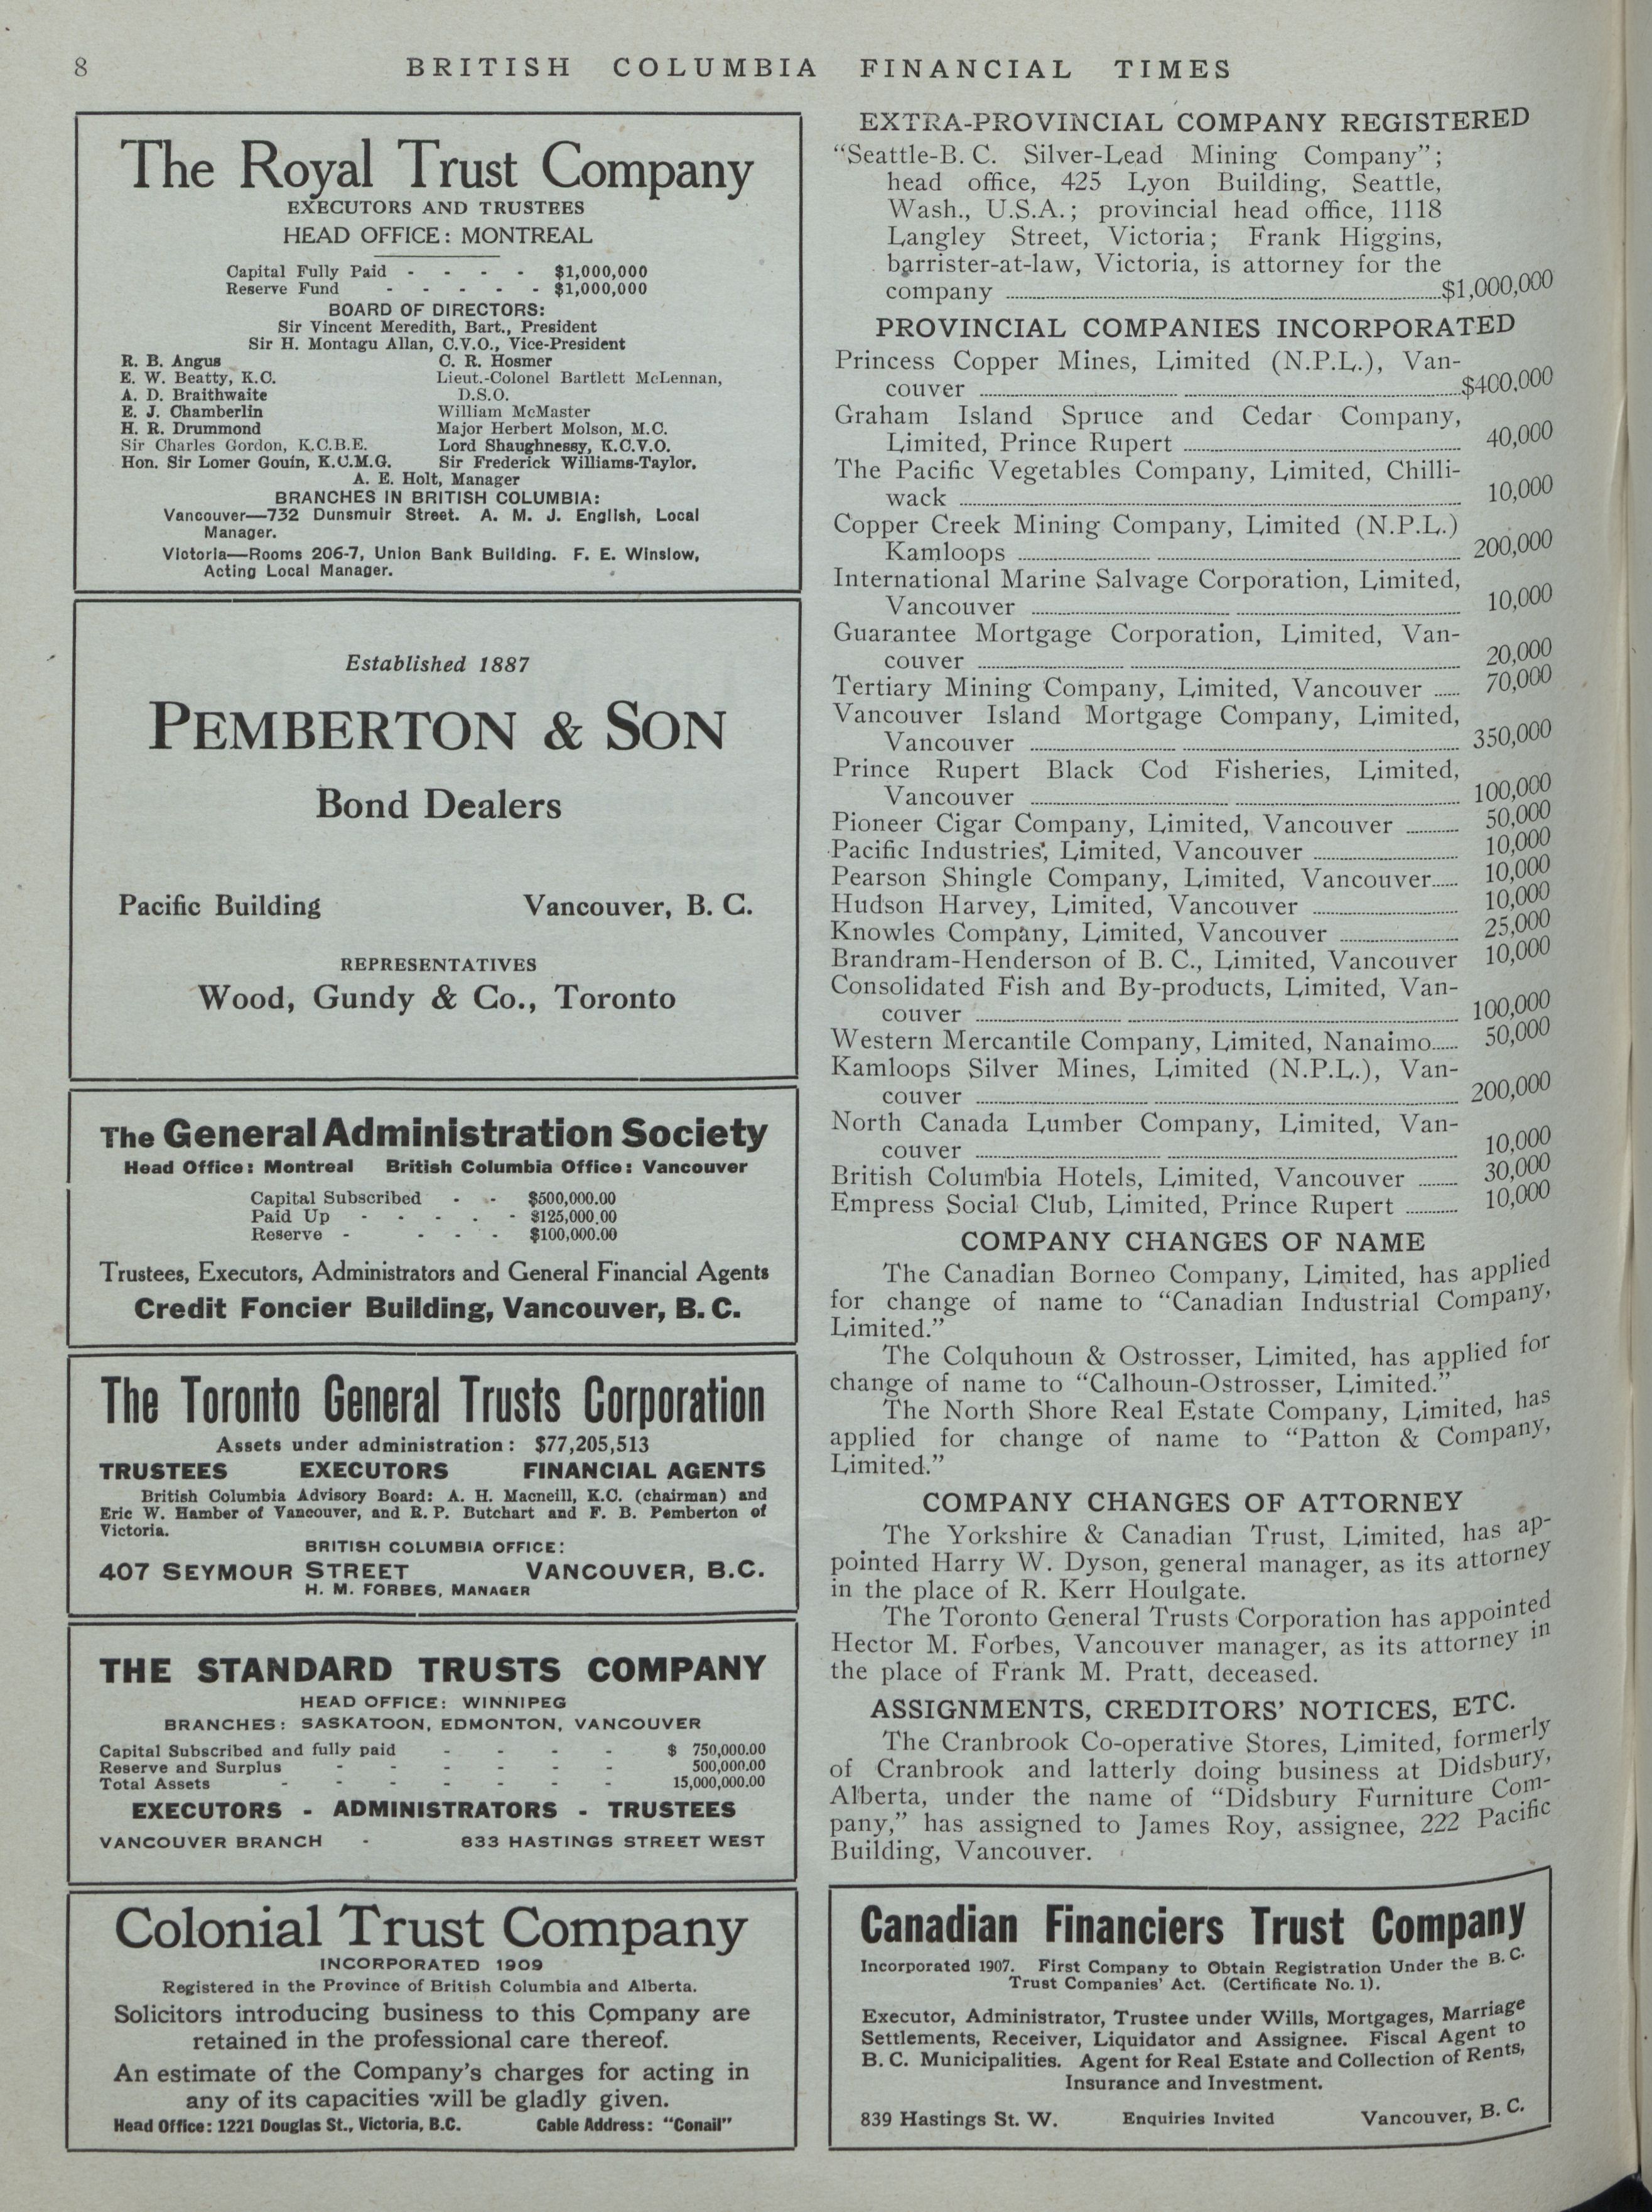 8
BRITISH COLUMBIA FINANCIAL TIMES
The Royal Trust Company
EXECUTORS AND TRUSTEES
HEAD OFFICE: MONTREAL
Capital Fully Paid - - - - $1,000,000
Reserve Fund - - - - - $1,000,000
BOARD OF DIRECTORS:
Sir Vincent Meredith, Bart., President
Sir H. Montagu Allan, C.V.O., Vice-President
R. B. Angus
E. W. Beatty, K.C.
A. D. Braithwaite
E. J. Chamberlin
H. R. Drummond
Sir Charles Gordon, K.C.B.E.
Hon. Sir Lomer Gouin, K.C.M.G.
C. R. Hosmer
Lieut.-Colonel Bartlett McLennan,
D.S.O.
William McMaster
Major Herbert Molson, M.C.
Lord Shaughnessy, K.C.V.O.
Sir Frederick Williams-Taylor.
A. E. Holt, Manager
BRANCHES IN BRITISH COLUMBIA:
Vancouver—732 Dunsmuir Street. A. M. J. English, Local
Manager.
Victoria—Rooms 206-7, Union Bank Building. F. E. Winslow,
Acting Local Manager.
Established 1887
PEMBERTON & SON
Bond Dealers
Pacific Building Vancouver, B. C.
REPRESENTATIVES
Wood, Gundy & Co., Toronto
The General Administration Society
Head Office: Montreal British Columbia Office: Vancouver
Capital Subscribed - - $500,000.00
Paid Up - - - - - $125,000.00
Reserve - - - - $100,000.00
Trustees, Executors, Administrators and General Financial Agents
Credit Foncier Building, Vancouver, B. C.
The Toronto General Trusts Corporation
Assets under administration: $77,205,513
TRUSTEES EXECUTORS FINANCIAL AGENTS
British Columbia Advisory Board: A. H. Macneill, K.C. (chairman) and
Eric W. Hamber of Vancouver, and R. P. Butchart and F. B. Pemberton of
Victoria.
BRITISH COLUMBIA OFFICE:
407 SEYMOUR STREET VANCOUVER, B.C.
H. M. FORBES, MANAGER
THE STANDARD TRUSTS COMPANY
HEAD OFFICE: WINNIPEG
BRANCHES: SASKATOON, EDMONTON, VANCOUVER
Capital Subscribed and fully paid - - - - $ 750,000.00
Reserve and Surplus - - - - - - 500,000.00
Total Assets - - - - - - - 15,000,000.00
EXECUTORS - ADMINISTRATORS - TRUSTEES
VANCOUVER BRANCH - 833 HASTINGS STREET WEST
Colonial Trust Company
INCORPORATED 1909
Registered in the Province of British Columbia and Alberta.
Solicitors introducing business to this Company are
retained in the professional care thereof.
An estimate of the Company's charges for acting in
any of its capacities will be gladly given.
Head Office: 1221 Douglas St., Victoria, B.C. Cable Address: "Conail"
EXTRA-PROVINCIAL COMPANY REGISTERED
"Seattle-B. C. Silver-Lead Mining Company";
head office, 425 Lyon Building, Seattle,
Wash., U.S.A.; provincial head office, 1118
Langley Street, Victoria; Frank Higgins,
barrister-at-law, Victoria, is attorney for the
company ........ $1,000,000
PROVINCIAL COMPANIES INCORPORATED
Princess Copper Mines, Limited (N.P.L.), Van-
couver ........ $400,000
Graham Island Spruce and Cedar Company,
Limited, Prince Rupert ........ 40,000
The Pacific Vegetables Company, Limited, Chilli-
wack ........ 10,000
Copper Creek Mining Company, Limited (N.P.L.)
Kamloops ........ 200,000
International Marine Salvage Corporation, Limited,
Vancouver ........ 10,000
Guarantee Mortgage Corporation, Limited, Van-
couver ........ 20,000
Tertiary Mining Company, Limited, Vancouver ...... 70,000
Vancouver Island Mortgage Company, Limited,
Vancouver ........ 350,000
Prince Rupert Black Cod Fisheries, Limited,
Vancouver ........ 100,000
Pioneer Cigar Company, Limited, Vancouver ........ 50,000
Pacific Industries, Limited, Vancouver ........ 10,000
Pearson Shingle Company, Limited, Vancouver...... 10,000
Hudson Harvey, Limited, Vancouver ........ 10,000
Knowles Company, Limited, Vancouver ........ 25,000
Brandram-Henderson of B. C., Limited, Vancouver 10,000
Consolidated Fish and By-products, Limited, Van-
couver ........ 100,000
Western Mercantile Company, Limited, Nanaimo...... 50,000
Kamloops Silver Mines, Limited (N.P.L.), Van-
couver ........ 200,000
North Canada Lumber Company, Limited, Van-
couver ........ 10,000
British Columbia Hotels, Limited, Vancouver ........ 30,000
Empress Social Club, Limited, Prince Rupert ........ 10,000
COMPANY CHANGES OF NAME
The Canadian Borneo Company, Limited, has applied
for change of name to "Canadian Industrial Company,
Limited."
The Colquhoun & Ostrosser, Limited, has applied for
change of name to "Calhoun-Ostrosser, Limited."
The North Shore Real Estate Company, Limited, has
applied for change of name to "Patton & Company,
Limited."
COMPANY CHANGES OF ATTORNEY
The Yorkshire & Canadian Trust, Limited, has ap-
pointed Harry W. Dyson, general manager, as its attorney
in the place of R. Kerr Houlgate.
The Toronto General Trusts Corporation has appointed
Hector M. Forbes, Vancouver manager, as its attorney in
the place of Frank M. Pratt, deceased.
ASSIGNMENTS, CREDITORS' NOTICES, ETC.
The Cranbrook Co-operative Stores, Limited, formerly
of Cranbrook and latterly doing business at Didsbury,
Alberta, under the name of "Didsbury Furniture Com-
pany," has assigned to James Roy, assignee, 222 Pacific
Building, Vancouver.
Canadian Financiers Trust Company
Incorporated 1907. First Company to Obtain Registration Under the B. C.
Trust Companies' Act. (Certificate No. 1).
Executor, Administrator, Trustee under Wills, Mortgages, Marriage
Settlements, Receiver, Liquidator and Assignee. Fiscal Agent to
B. C. Municipalities. Agent for Real Estate and Collection of Rents,
Insurance and Investment.
839 Hastings St. W. Enquiries Invited Vancouver, B. C.